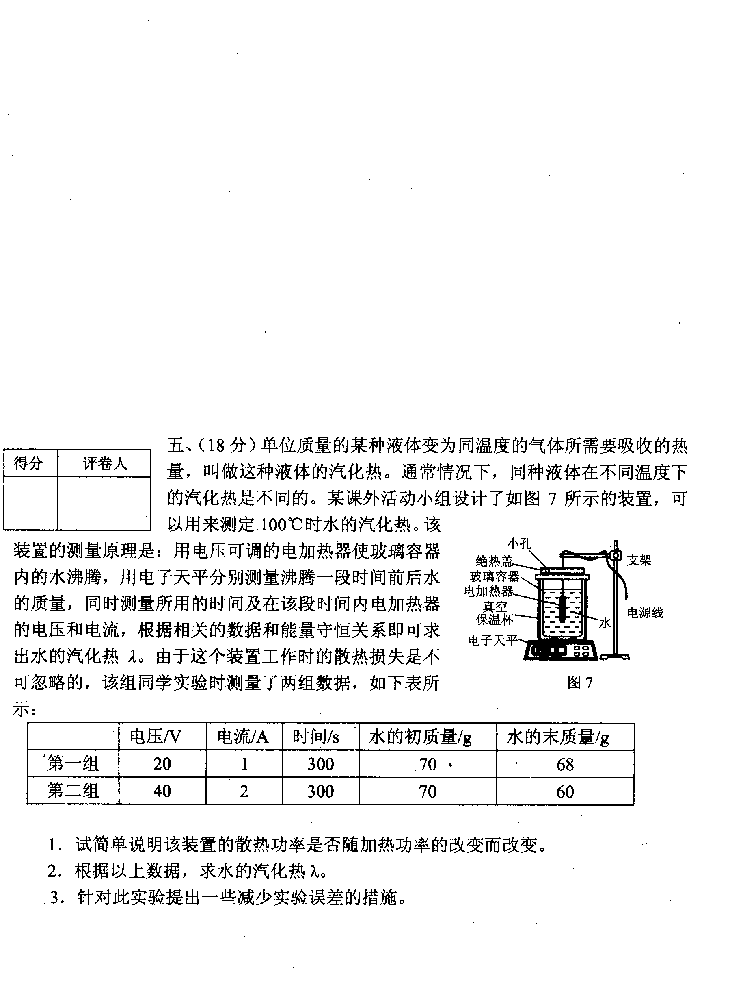 五、（18 分）单位质量的某种液体变为同温度的气体所需要吸收的热
得分 评卷人
量，叫做这种液体的汽化热。通常情况下，同种液体在不同温度下
的汽化热是不同的。某课外活动小组设计了如图 7 所示的装置，可
以用来测定 100℃时水的汽化热。该
装置的测量原理是：用电压可调的电加热器使玻璃容器
内的水沸腾，用电子天平分别测量沸腾一段时间前后水
的质量，同时测量所用的时间及在该段时间内电加热器
的电压和电流，根据相关的数据和能量守恒关系即可求
出水的汽化热 λ。由于这个装置工作时的散热损失是不
可忽略的，该组同学实验时测量了两组数据，如下表所
示：
小孔
绝热盖
玻璃容器
电加热器
真空
保温杯
电子天平
支架
电源线
水
图 7
电压/V 电流/A 时间/s 水的初质量/g 水的末质量/g
第一组 20 1 300 70 68
第二组 40 2 300 70 60
1．试简单说明该装置的散热功率是否随加热功率的改变而改变。
2．根据以上数据，求水的汽化热 λ。
3．针对此实验提出一些减少实验误差的措施。